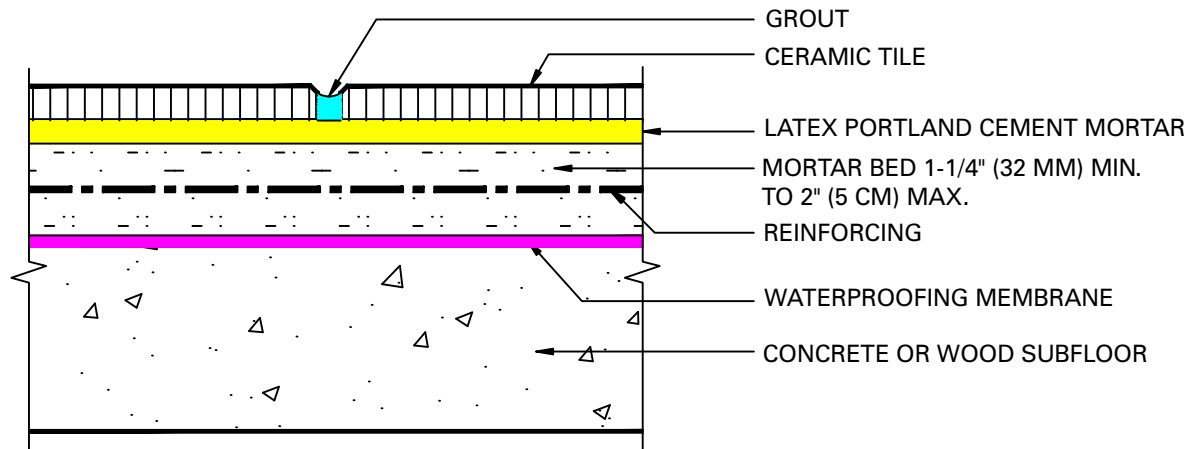 GROUT
CERAMIC TILE
LATEX PORTLAND CEMENT MORTAR
MORTAR BED 1-1/4" (32 MM) MIN.
TO 2" (5 CM) MAX.
REINFORCING
WATERPROOFING MEMBRANE
CONCRETE OR WOOD SUBFLOOR